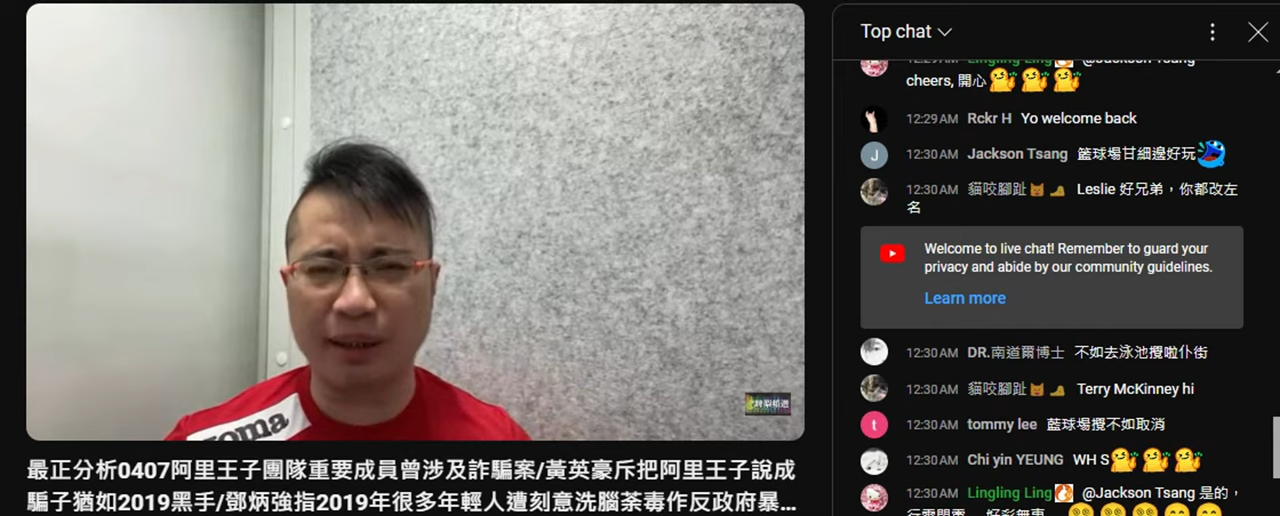 oma
最正分析0407阿里王子團隊重要成員曾涉及詐騙案/黃英豪斥把阿里王子說成
騙子猶如2019黑手/鄧炳強指2019年很多年輕人遭刻意洗腦荼毒作反政府暴...
Top chat
12:29 AM Lingling Ling @Jackson Tsang
cheers, 開心
12:29 AM Rckr H Yo welcome back
J
12:30 AM Jackson Tsang 籃球場甘細邊好玩
12:30 AM 貓咬腳趾 Leslie 好兄弟，你都改左
名
Welcome to live chat! Remember to guard your
privacy and abide by our community guidelines.
Learn more
12:30 AM DR.南道爾博士 不如去泳池攪啦仆街
12:30 AM 貓咬腳趾 Terry McKinney hi
t
12:30 AM tommy lee 藍球場攪不如取消
12:30 AM Chi yin YEUNG WH S
12:30 AM Lingling Ling @Jackson Tsang 是的，